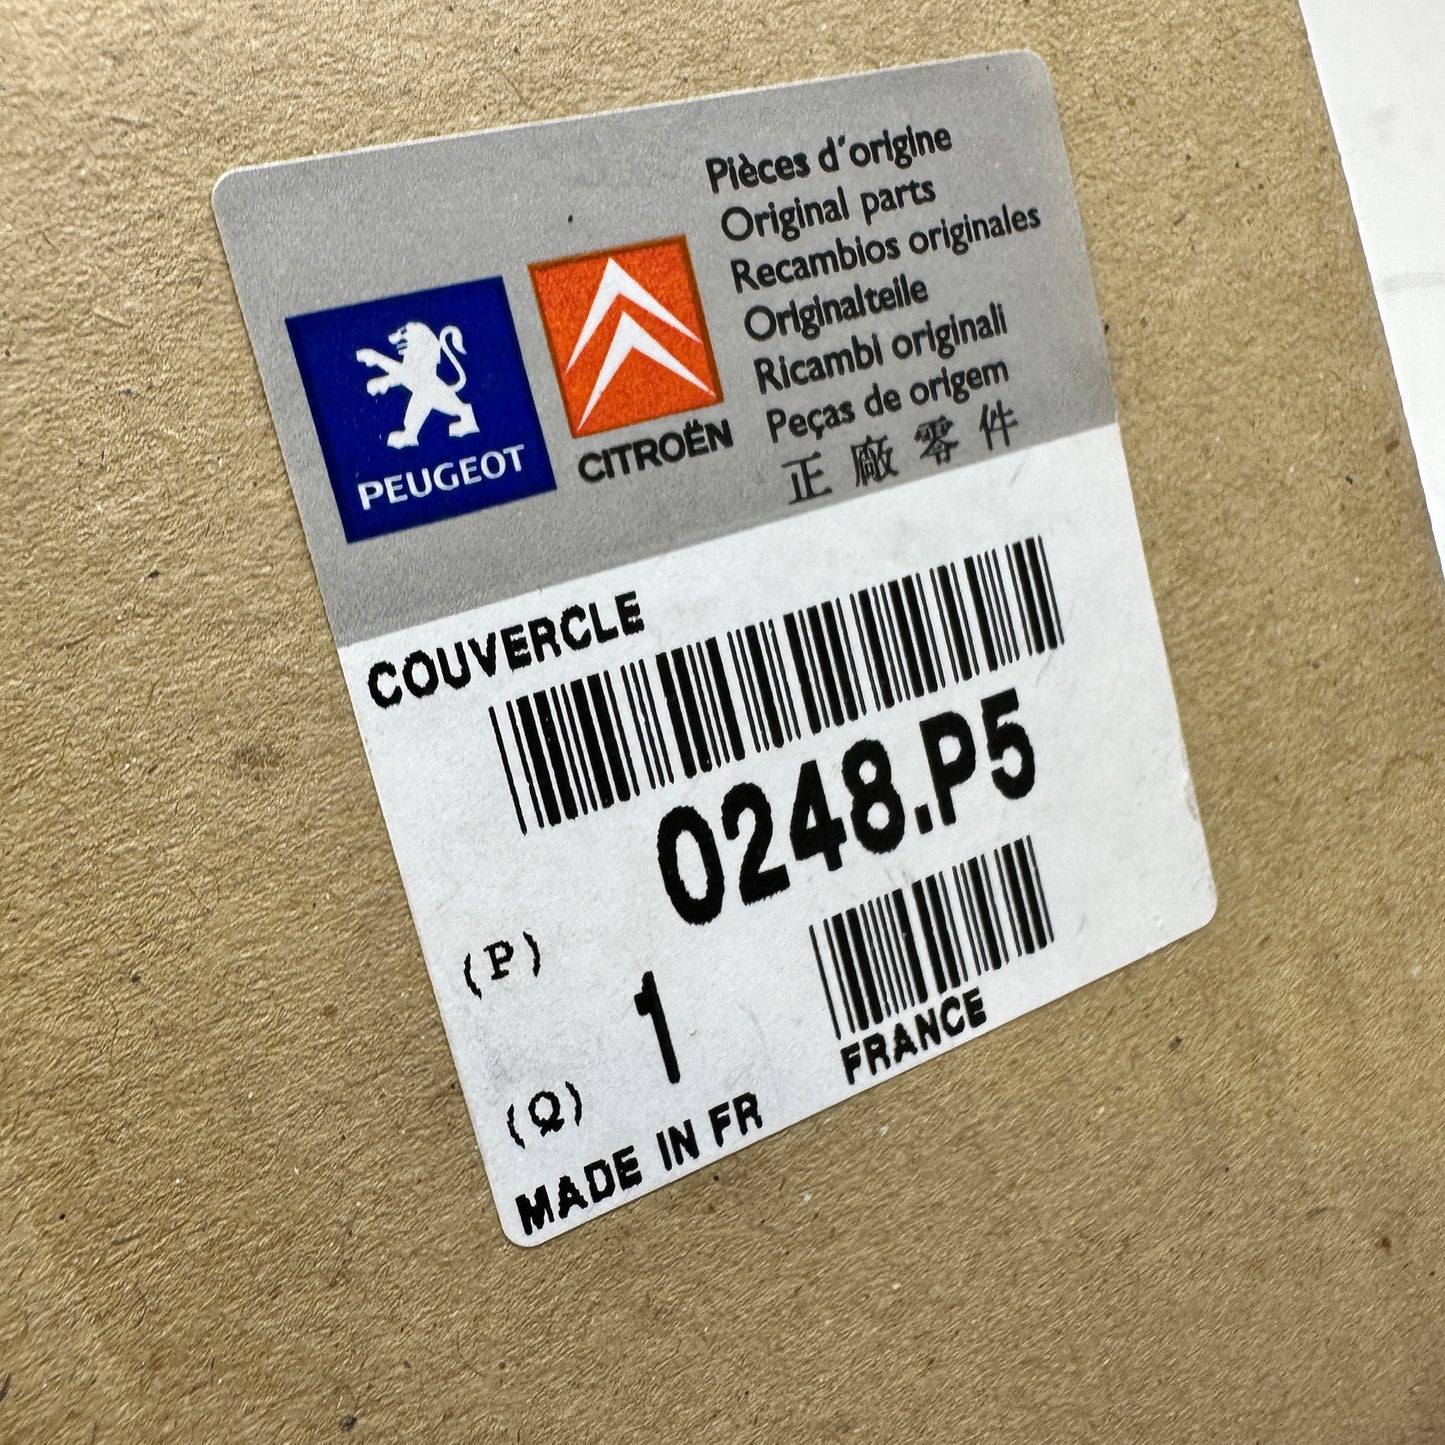 Pièces d'origine
Original parts
Recambios originales
Originalteile
Ricambi originali
Peças de origem
正廠零件
PEUGEOT
CITROËN
COUVERCLE
0248.P5
(P)
1
(Q)
FRANCE
MADE IN FR